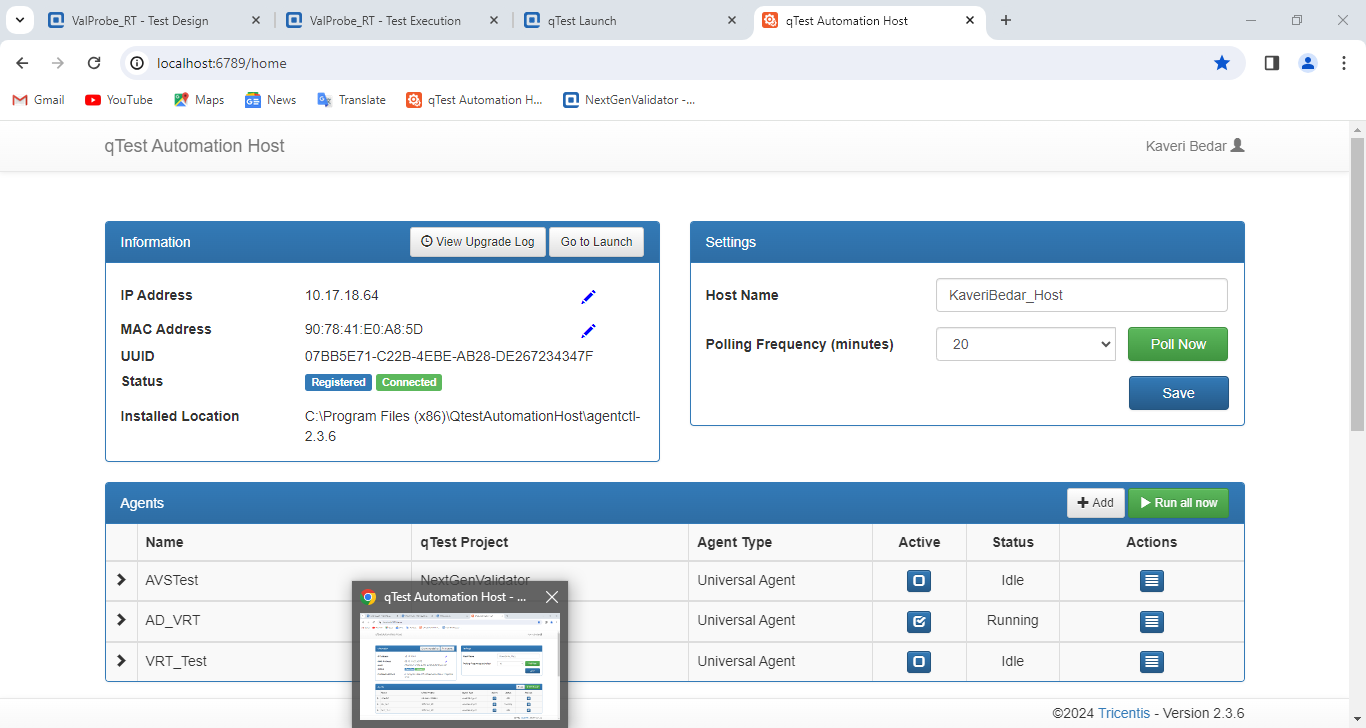 ValProbe_RT - Test Design
ValProbe_RT - Test Execution
qTest Launch
qTest Automation Host
localhost:6789/home
Gmail
YouTube
Maps
News
Translate
qTest Automation H...
NextGenValidator -...
qTest Automation Host
Kaveri Bedar
Information
View Upgrade Log
Go to Launch
IP Address
10.17.18.64
MAC Address
90:78:41:E0:A8:5D
UUID
07BB5E71-C22B-4EBE-AB28-DE267234347F
Status
Registered
Connected
Installed Location
C:\Program Files (x86)\QtestAutomationHost\agentctl-
2.3.6
Settings
Host Name
KaveriBedar_Host
Polling Frequency (minutes)
20
Poll Now
Save
Agents
Add
Run all now
Name
qTest Project
Agent Type
Active
Status
Actions
AVSTest
NextGenValidator
Universal Agent
Idle
AD_VRT
Universal Agent
Running
VRT_Test
Universal Agent
Idle
qTest Automation Host - ...
©2024 Tricentis - Version 2.3.6